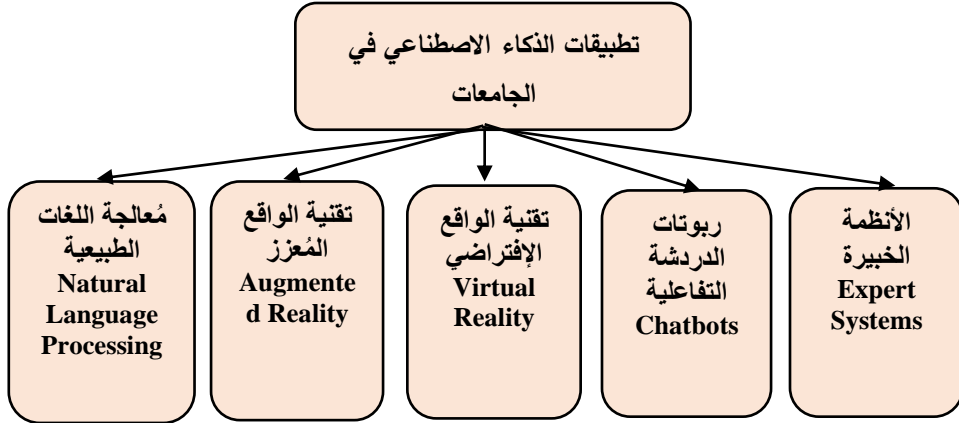 تطبيقات الذكاء الاصطناعي في
الجامعات
الأنظمة
الخبيرة
Expert
Systems
ربوتات
الدردشة
التفاعلية
Chatbots
تقنية الواقع
الإفتراضي
Virtual
Reality
تقنية الواقع
المُعزز
Augmente
d Reality
مُعالجة اللغات
الطبيعية
Natural
Language
Processing